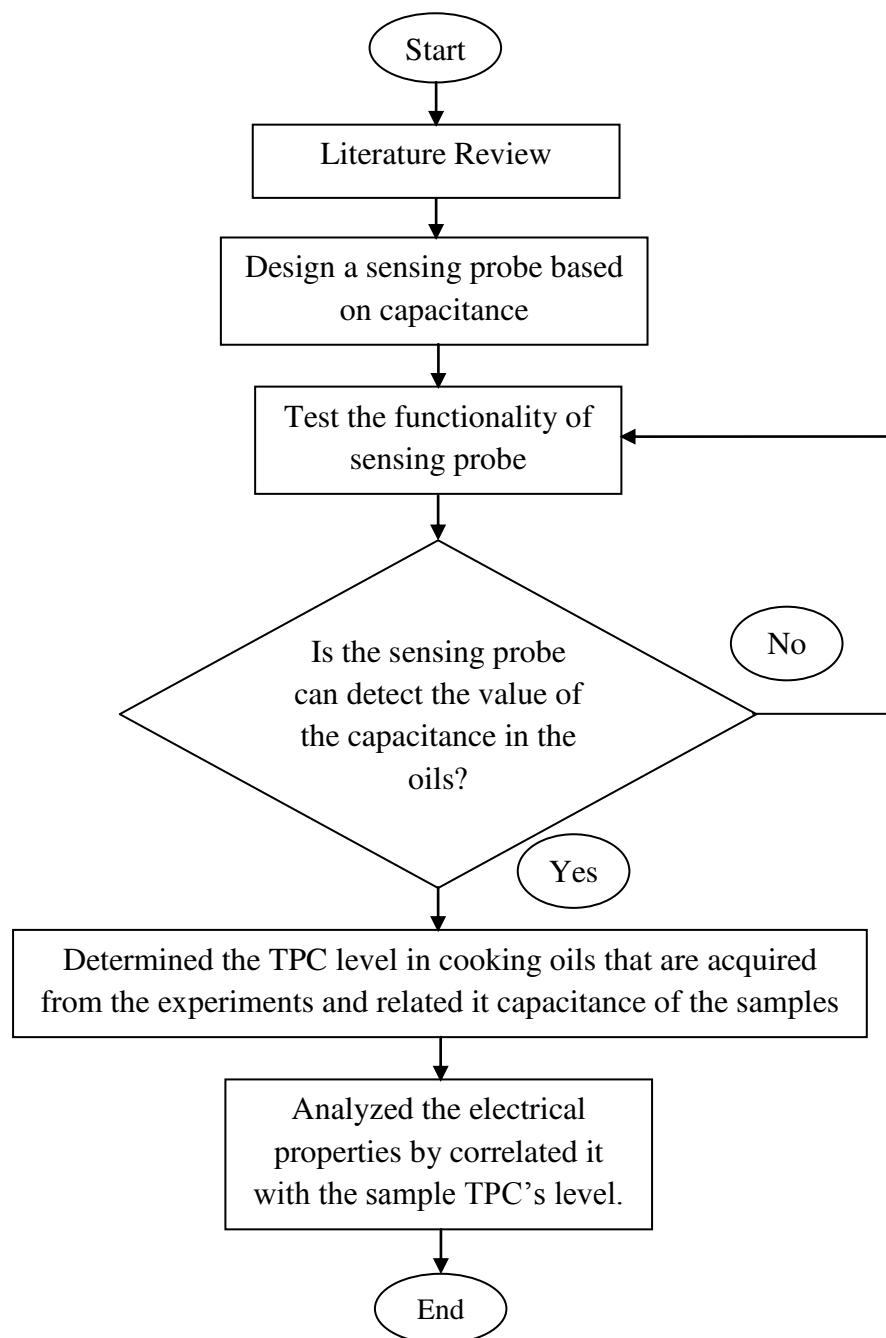 Start
Literature Review
Design a sensing probe based
on capacitance
Test the functionality of
sensing probe
Is the sensing probe
can detect the value of
the capacitance in the
oils?
No
Yes
Determined the TPC level in cooking oils that are acquired
from the experiments and related it capacitance of the samples
Analyzed the electrical
properties by correlated it
with the sample TPC’s level.
End